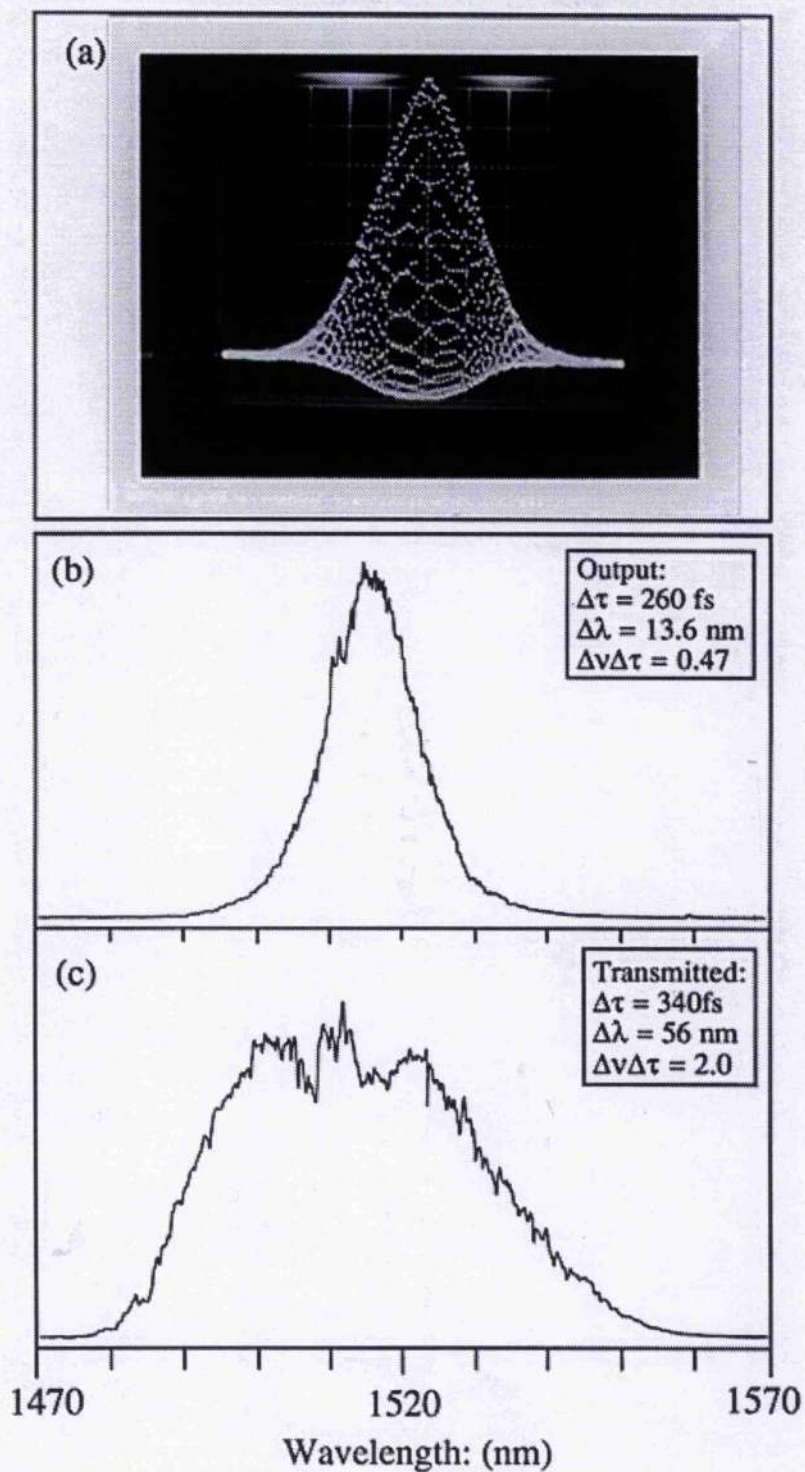 (a)
(b)
Output:
Δτ = 260 fs
Δλ = 13.6 nm
ΔνΔτ = 0.47
(c)
Transmitted:
Δτ = 340fs
Δλ = 56 nm
ΔνΔτ = 2.0
1470 1520 1570
Wavelength: (nm)